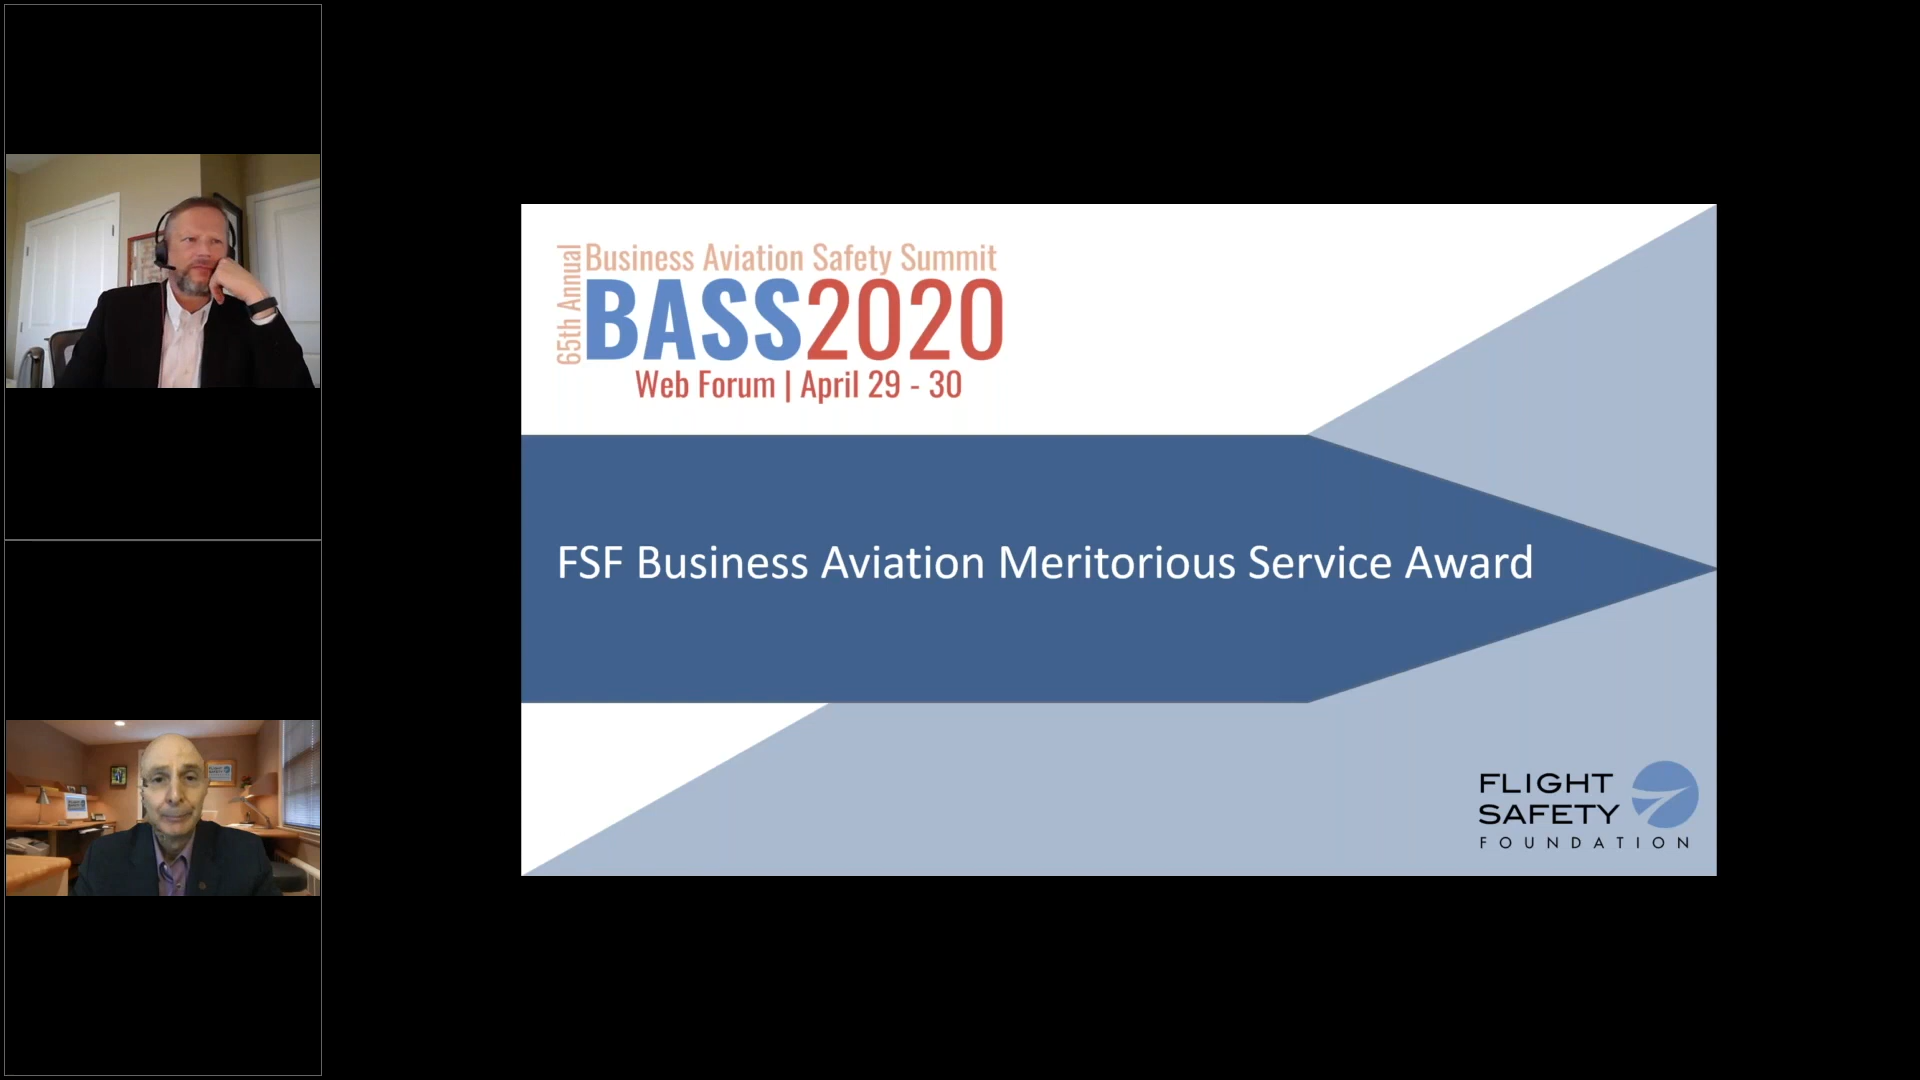 65th Annual
Business Aviation Safety Summit
BASS2020
Web Forum | April 29 - 30
FSF Business Aviation Meritorious Service Award
FLIGHT
SAFETY
FOUNDATION